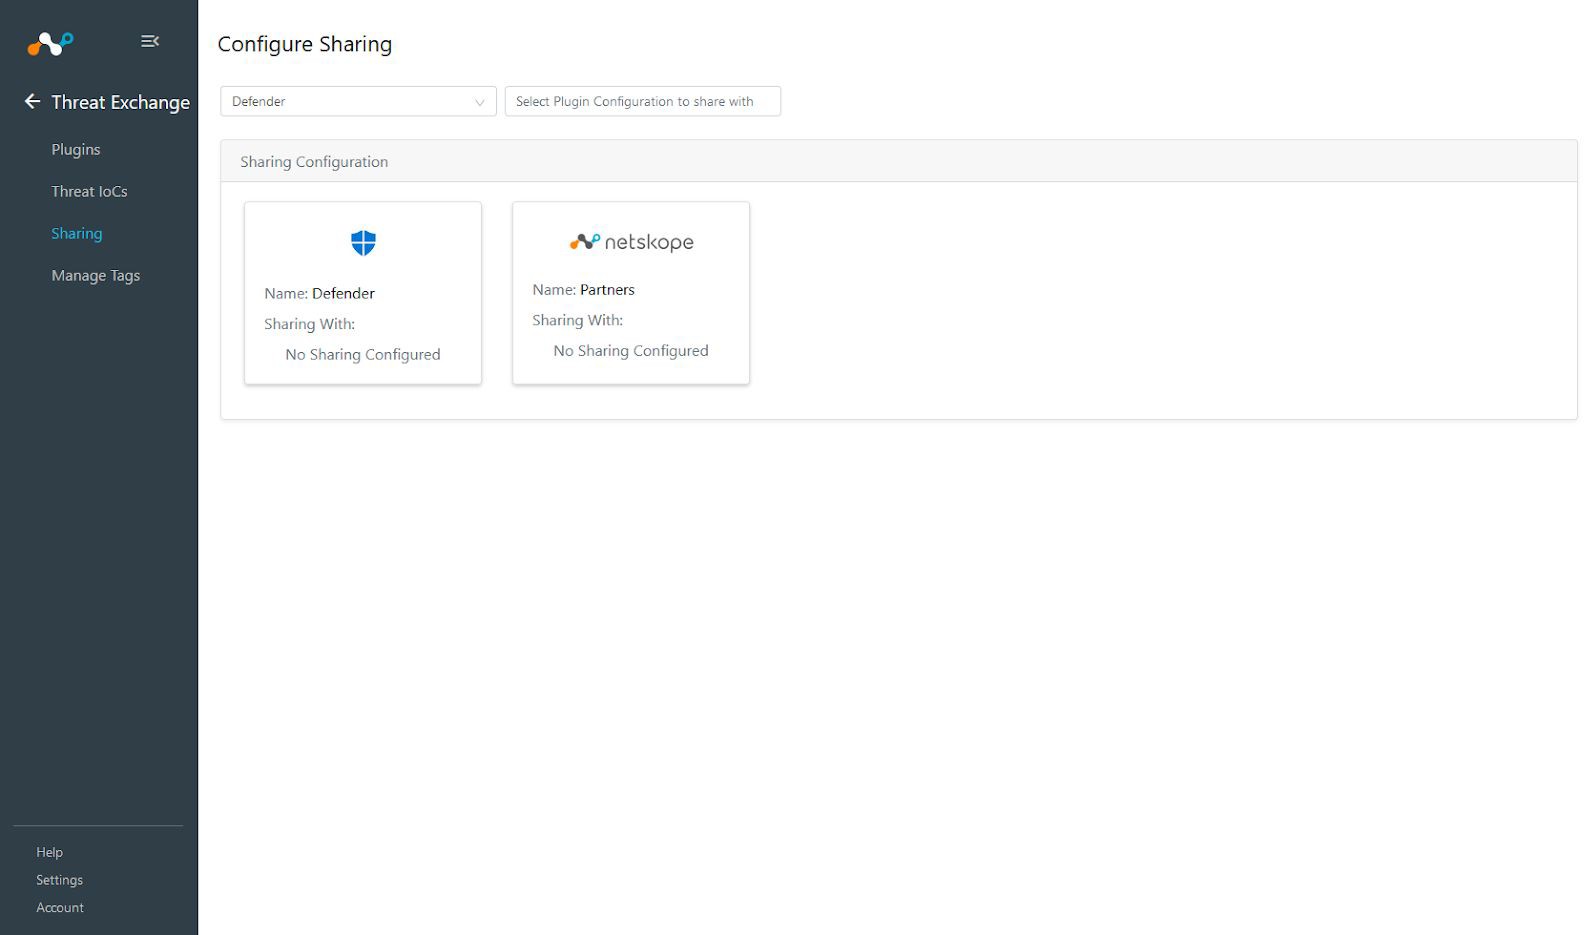 Threat Exchange
Plugins
Threat IoCs
Sharing
Manage Tags
Help
Settings
Account
Configure Sharing
Defender
Select Plugin Configuration to share with
Sharing Configuration
Name: Defender
Sharing With:
No Sharing Configured
netskope
Name: Partners
Sharing With:
No Sharing Configured